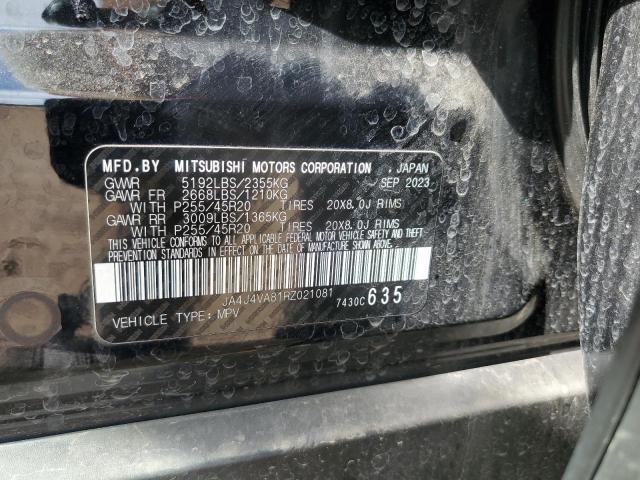 MFD.BY MITSUBISHI MOTORS CORPORATION , JAPAN
GVWR 5192LBS/2355KG SEP 2023
GAWR FR 2668LBS/1210KG
WITH P255/45R20 TIRES 20X8.0J RIMS
GAWR RR 3009LBS/1365KG
WITH P255/45R20 TIRES 20X8.0J RIMS
THIS VEHICLE CONFORMS TO ALL APPLICABLE FEDERAL MOTOR VEHICLE SAFETY AND THEFT
PREVENTION STANDARDS IN EFFECT ON THE DATE OF MANUFACTURE SHOWN ABOVE.
JA4J4VA81RZ021081 7430C 635
VEHICLE TYPE: MPV